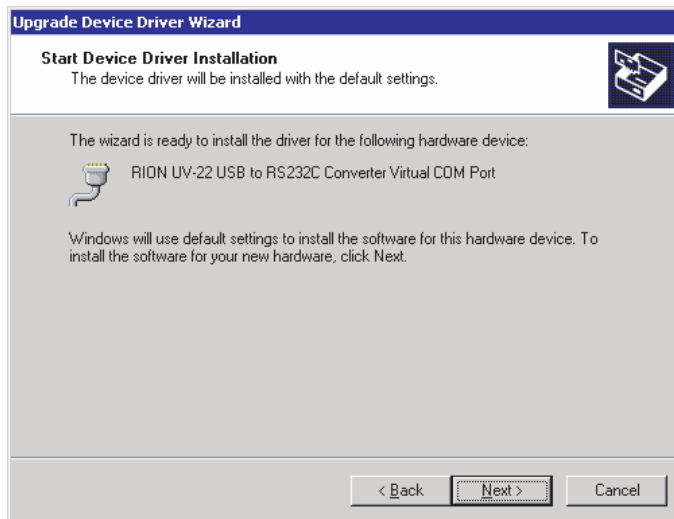 Upgrade Device Driver Wizard
Start Device Driver Installation
The device driver will be installed with the default settings.
The wizard is ready to install the driver for the following hardware device:
RION UV-22 USB to RS232C Converter Virtual COM Port
Windows will use default settings to install the software for this hardware device. To
install the software for your new hardware, click Next.
< Back
Next >
Cancel